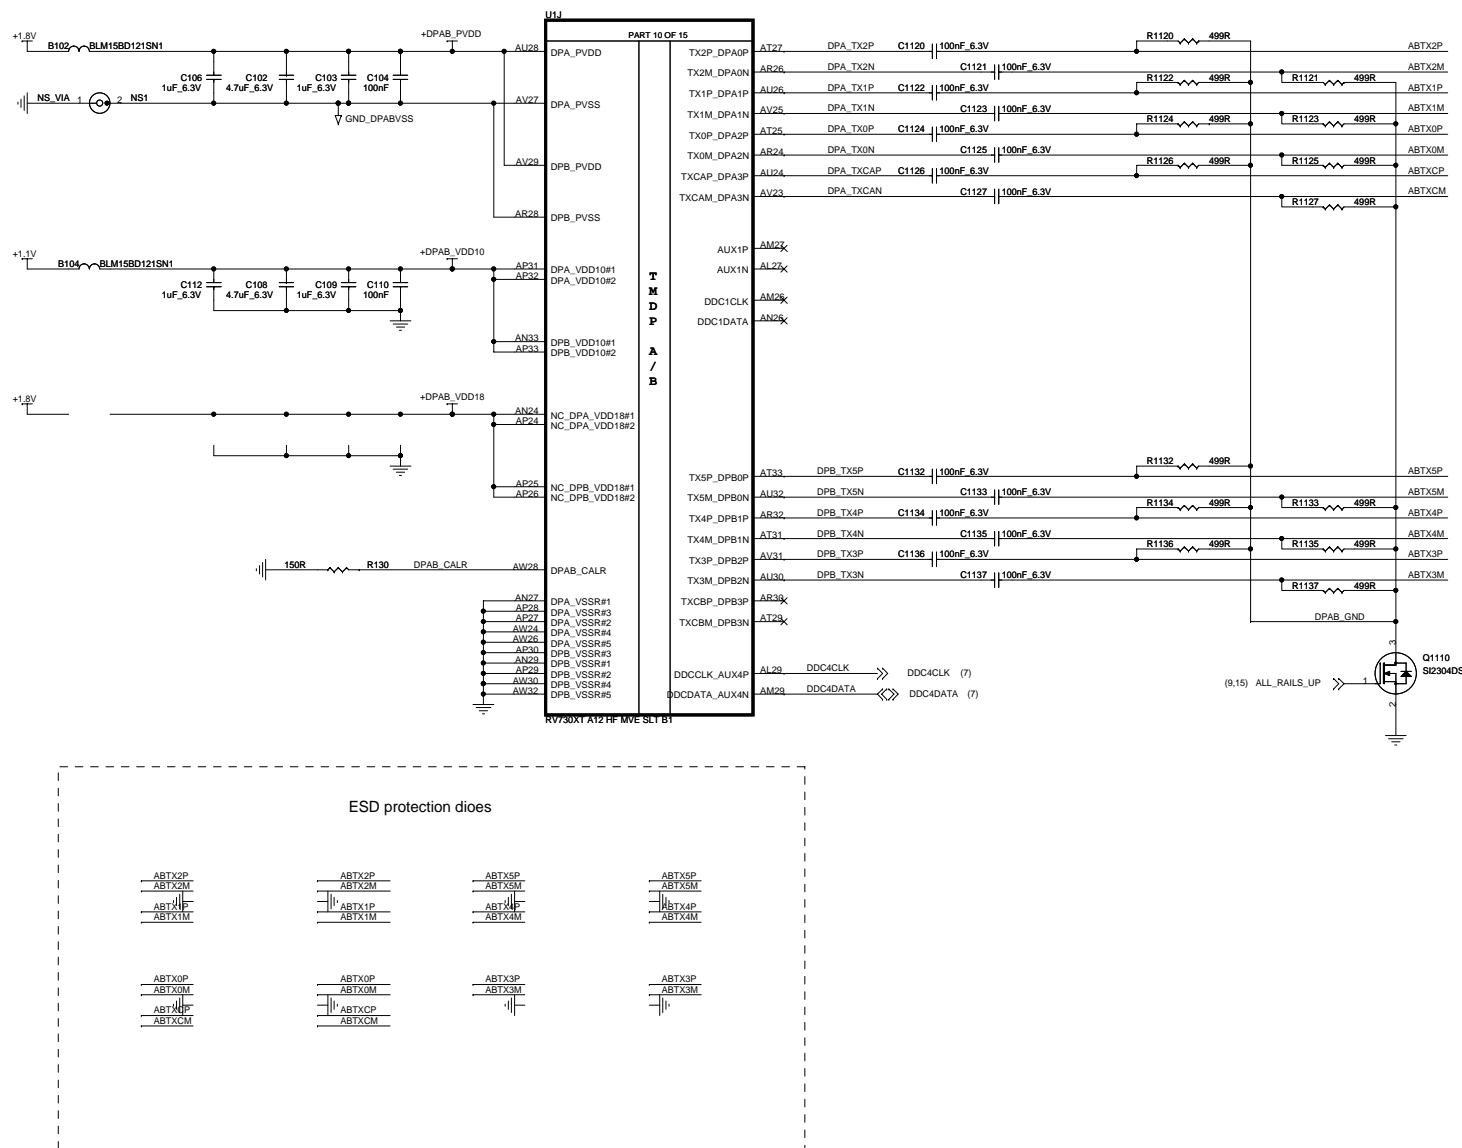 U1J
PART 10 OF 15
T M D P A / B
RV730XT A12 HF MVE SLT B1
+1.8V
B102 BLM15BD121SN1
+DPAB_PVDD
C106 1uF_6.3V
C102 4.7uF_6.3V
C103 1uF_6.3V
C104 100nF
NS_VIA 1 2 NS1
GND_DPABVSS
AU28 DPA_PVDD
AV27 DPA_PVSS
AV29 DPB_PVDD
AR28 DPB_PVSS
+1.1V
B104 BLM15BD121SN1
+DPAB_VDD10
C112 1uF_6.3V
C108 4.7uF_6.3V
C109 1uF_6.3V
C110 100nF
AP31 DPA_VDD10#1
AP32 DPA_VDD10#2
AN33 DPB_VDD10#1
AP33 DPB_VDD10#2
+1.8V
+DPAB_VDD18
AN24 NC_DPA_VDD18#1
AP24 NC_DPA_VDD18#2
AP25 NC_DPB_VDD18#1
AP26 NC_DPB_VDD18#2
150R R130 DPAB_CALR AW28 DPAB_CALR
AN27 DPA_VSSR#1
AP28 DPA_VSSR#3
AP27 DPA_VSSR#2
AW24 DPA_VSSR#4
AW26 DPA_VSSR#5
AP30 DPB_VSSR#3
AN29 DPB_VSSR#1
AP29 DPB_VSSR#2
AW30 DPB_VSSR#4
AW32 DPB_VSSR#5
R1120 499R
TX2P_DPA0P AT27 DPA_TX2P C1120 100nF_6.3V ABTX2P
TX2M_DPA0N AR26 DPA_TX2N C1121 100nF_6.3V ABTX2M
R1122 499R R1121 499R
TX1P_DPA1P AU26 DPA_TX1P C1122 100nF_6.3V ABTX1P
TX1M_DPA1N AV25 DPA_TX1N C1123 100nF_6.3V ABTX1M
R1124 499R R1123 499R
TX0P_DPA2P AT25 DPA_TX0P C1124 100nF_6.3V ABTX0P
TX0M_DPA2N AR24 DPA_TX0N C1125 100nF_6.3V ABTX0M
R1126 499R R1125 499R
TXCAP_DPA3P AU24 DPA_TXCAP C1126 100nF_6.3V ABTXCP
TXCAM_DPA3N AV23 DPA_TXCAN C1127 100nF_6.3V ABTXCM
R1127 499R
AUX1P AM27
AUX1N AL27
DDC1CLK AM26
DDC1DATA AN26
R1132 499R
TX5P_DPB0P AT33 DPB_TX5P C1132 100nF_6.3V ABTX5P
TX5M_DPB0N AU32 DPB_TX5N C1133 100nF_6.3V ABTX5M
R1134 499R R1133 499R
TX4P_DPB1P AR32 DPB_TX4P C1134 100nF_6.3V ABTX4P
TX4M_DPB1N AT31 DPB_TX4N C1135 100nF_6.3V ABTX4M
R1136 499R R1135 499R
TX3P_DPB2P AV31 DPB_TX3P C1136 100nF_6.3V ABTX3P
TX3M_DPB2N AU30 DPB_TX3N C1137 100nF_6.3V ABTX3M
R1137 499R
TXCBP_DPB3P AR30
TXCBM_DPB3N AT29
DPAB_GND
DDCCLK_AUX4P AL29 DDC4CLK DDC4CLK (7)
DDCDATA_AUX4N AM29 DDC4DATA DDC4DATA (7)
(9,15) ALL_RAILS_UP 1
3
2
Q1110
SI2304DS
ESD protection dioes
ABTX2P ABTX2P ABTX5P ABTX5P
ABTX2M ABTX2M ABTX5M ABTX5M
ABTX1P ABTX1P ABTX4P ABTX4P
ABTX1M ABTX1M ABTX4M ABTX4M
ABTX0P ABTX0P ABTX3P ABTX3P
ABTX0M ABTX0M ABTX3M ABTX3M
ABTXCP ABTXCP
ABTXCM ABTXCM